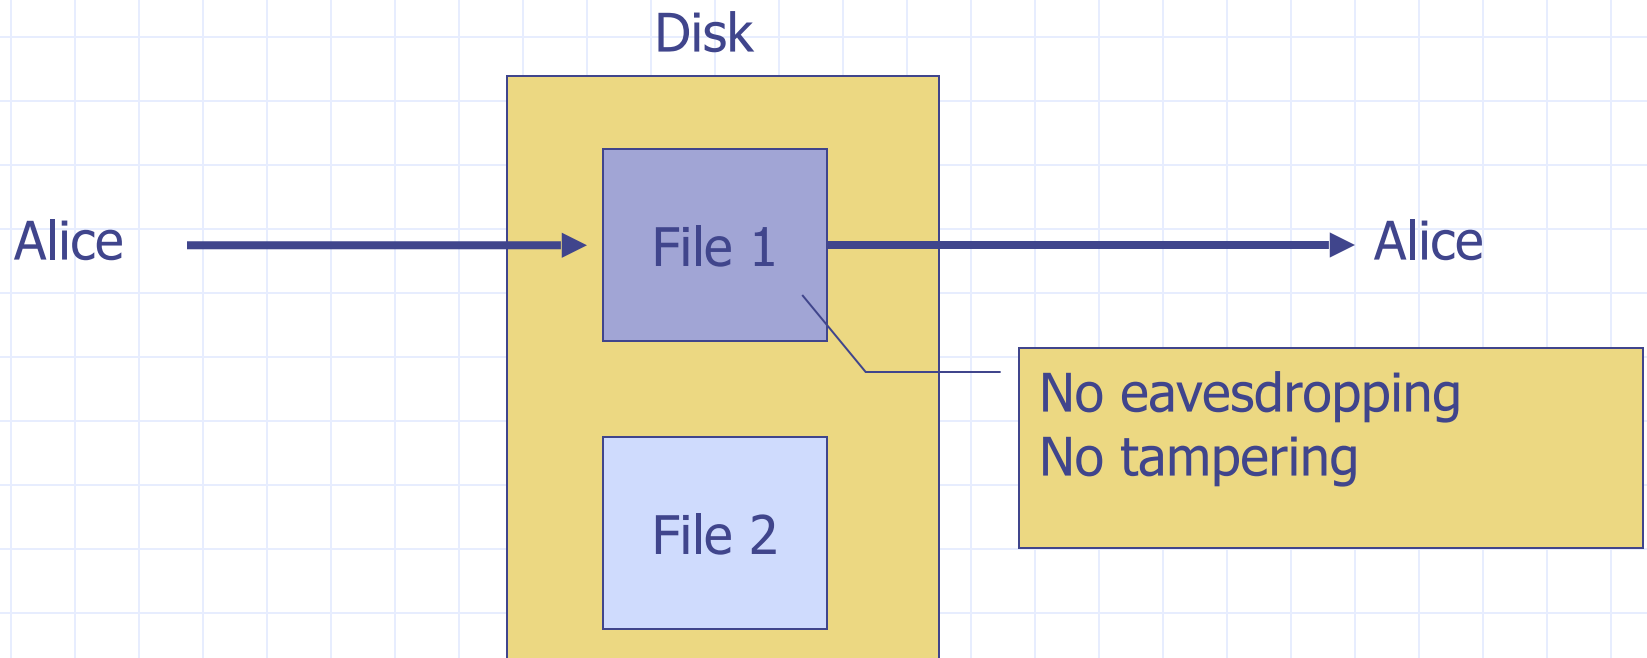 Disk
Alice
File 1
Alice
No eavesdropping
No tampering
File 2